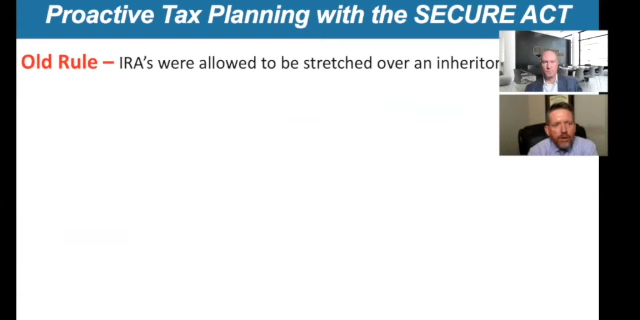 Proactive Tax Planning with the SECURE ACT
Old Rule – IRA's were allowed to be stretched over an inheritor